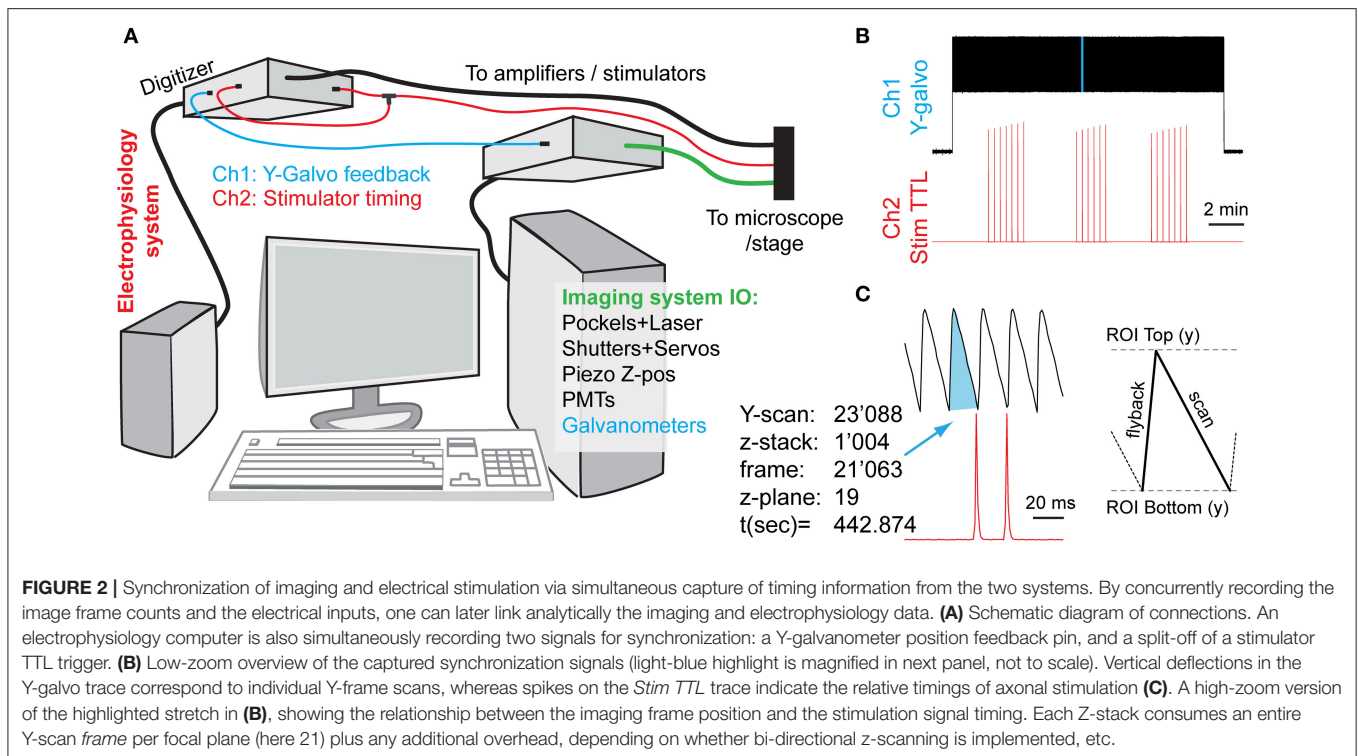 A
Digitizer
To amplifiers / stimulators
Electrophysiology
system
Ch1: Y-Galvo feedback
Ch2: Stimulator timing
To microscope
/stage
Imaging system IO:
Pockels+Laser
Shutters+Servos
Piezo Z-pos
PMTs
Galvanometers
B
Ch1
Y-galvo
Ch2
Stim TTL
2 min
C
Y-scan: 23'088
z-stack: 1'004
frame: 21'063
z-plane: 19
t(sec)= 442.874
20 ms
ROI Top (y)
flyback
scan
ROI Bottom (y)
FIGURE 2 | Synchronization of imaging and electrical stimulation via simultaneous capture of timing information from the two systems. By concurrently recording the
image frame counts and the electrical inputs, one can later link analytically the imaging and electrophysiology data. (A) Schematic diagram of connections. An
electrophysiology computer is also simultaneously recording two signals for synchronization: a Y-galvanometer position feedback pin, and a split-off of a stimulator
TTL trigger. (B) Low-zoom overview of the captured synchronization signals (light-blue highlight is magnified in next panel, not to scale). Vertical deflections in the
Y-galvo trace correspond to individual Y-frame scans, whereas spikes on the Stim TTL trace indicate the relative timings of axonal stimulation (C). A high-zoom version
of the highlighted stretch in (B), showing the relationship between the imaging frame position and the stimulation signal timing. Each Z-stack consumes an entire
Y-scan frame per focal plane (here 21) plus any additional overhead, depending on whether bi-directional z-scanning is implemented, etc.